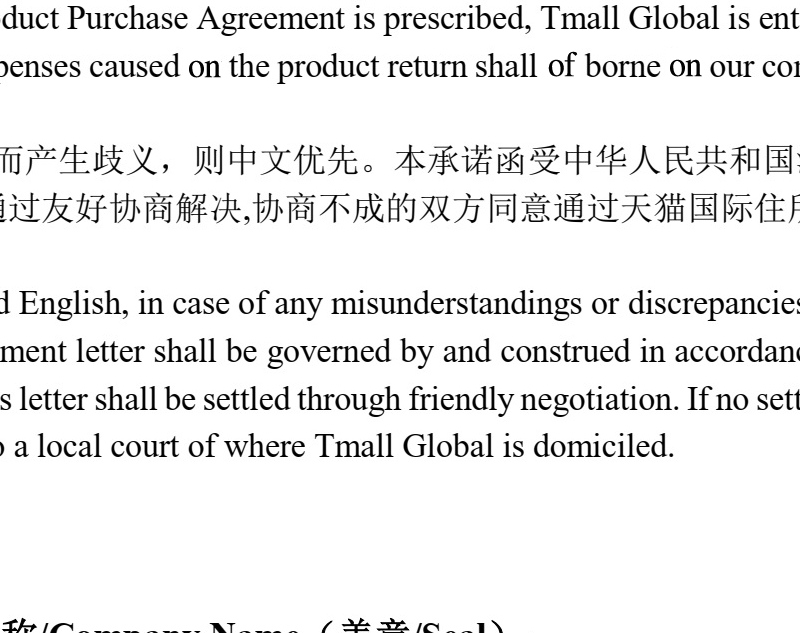 duct Purchase Agreement is prescribed, Tmall Global is ent
penses caused on the product return shall of borne on our
而产生歧义，则中文优先。本承诺函受中华人民共和国
通过友好协商解决,协商不成的双方同意通过天猫国际住所
d English, in case of any misunderstandings or discrepancies
ment letter shall be governed by and construed in accordan
s letter shall be settled through friendly negotiation. If no sett
o a local court of where Tmall Global is domiciled.
称/Company Name（盖章/Seal）